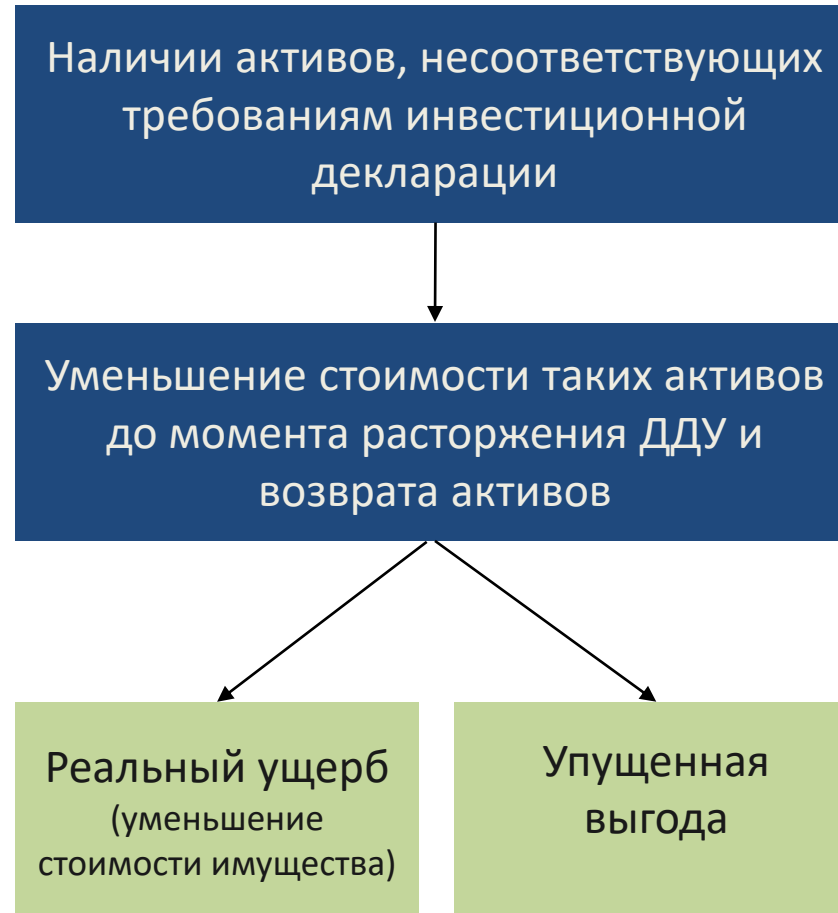 Наличии активов, несоответствующих
требованиям инвестиционной
декларации
Уменьшение стоимости таких активов
до момента расторжения ДДУ и
возврата активов
Реальный ущерб
(уменьшение
стоимости имущества)
Упущенная
выгода